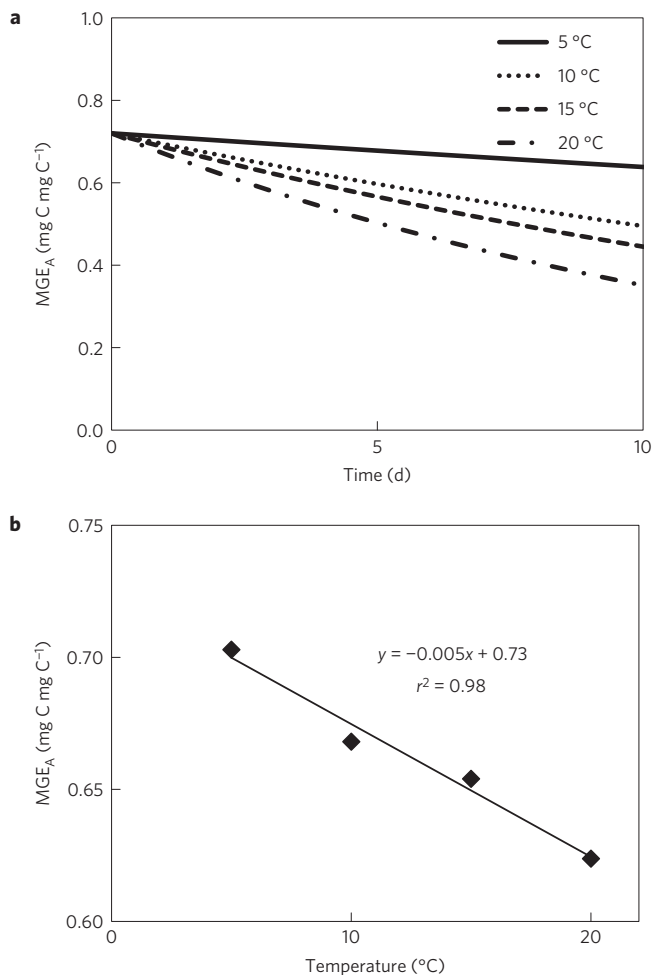 a
1.0
0.8
0.6
0.4
0.2
0.0
MGE_A (mg C mg C⁻¹)
5 °C
10 °C
15 °C
20 °C
0
5
10
Time (d)
b
0.75
0.70
0.65
0.60
MGE_A (mg C mg C⁻¹)
y = −0.005x + 0.73
r² = 0.98
0
10
20
Temperature (°C)